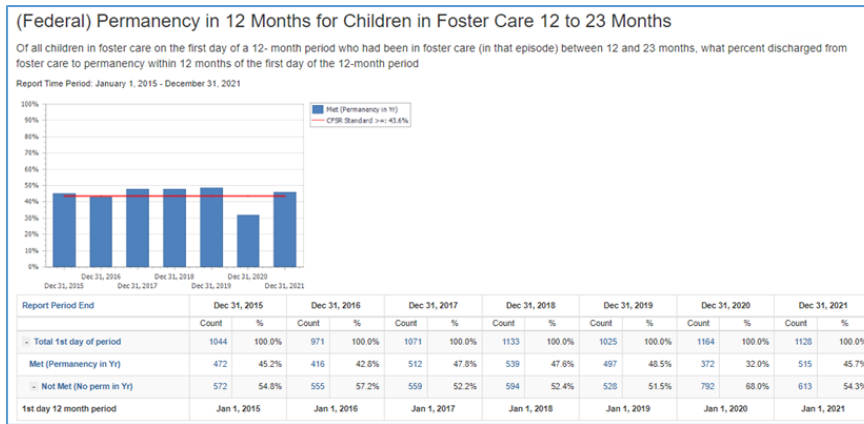 (Federal) Permanency in 12 Months for Children in Foster Care 12 to 23 Months
Of all children in foster care on the first day of a 12- month period who had been in foster care (in that episode) between 12 and 23 months, what percent discharged from
foster care to permanency within 12 months of the first day of the 12-month period
Report Time Period: January 1, 2015 - December 31, 2021
100%
90%
80%
70%
60%
50%
40%
30%
20%
10%
0%
Met (Permanency in Yr)
CFSR Standard >=: 43.6%
Dec 31, 2016 Dec 31, 2018 Dec 31, 2020
Dec 31, 2015 Dec 31, 2017 Dec 31, 2019 Dec 31, 2021
Report Period End Dec 31, 2015 Dec 31, 2016 Dec 31, 2017 Dec 31, 2018 Dec 31, 2019 Dec 31, 2020 Dec 31, 2021
Count % Count % Count % Count % Count % Count % Count %
- Total 1st day of period 1044 100.0% 971 100.0% 1071 100.0% 1133 100.0% 1025 100.0% 1164 100.0% 1128 100.0%
Met (Permanency in Yr) 472 45.2% 416 42.8% 512 47.8% 539 47.6% 497 48.5% 372 32.0% 515 45.7%
- Not Met (No perm in Yr) 572 54.8% 555 57.2% 559 52.2% 594 52.4% 528 51.5% 792 68.0% 613 54.3%
1st day 12 month period Jan 1, 2015 Jan 1, 2016 Jan 1, 2017 Jan 1, 2018 Jan 1, 2019 Jan 1, 2020 Jan 1, 2021